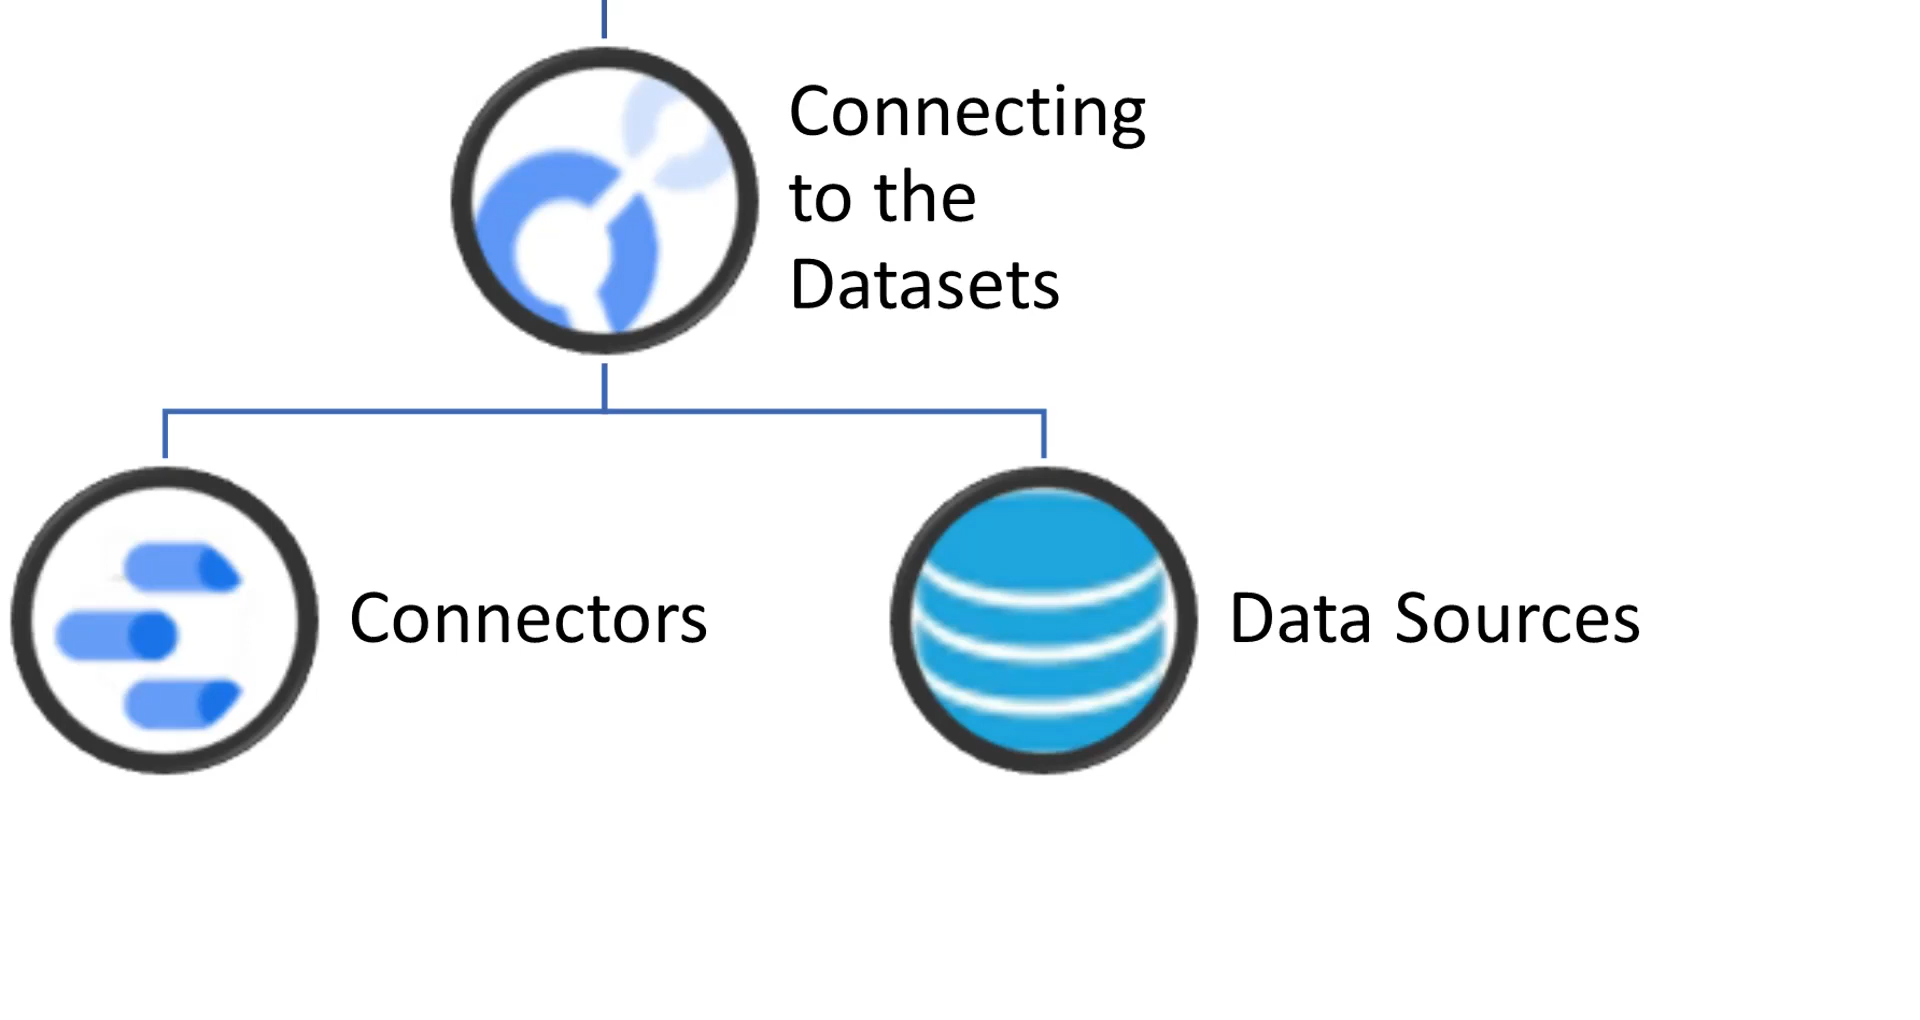 Connecting
to the
Datasets
Connectors
Data Sources